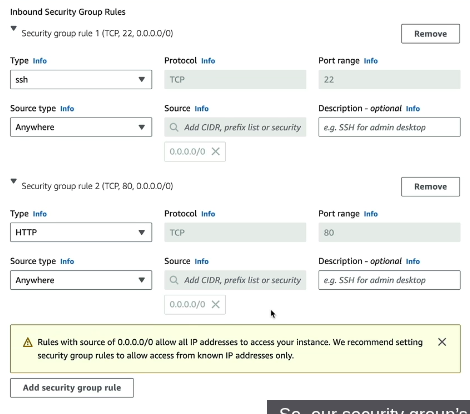 Inbound Security Group Rules
Security group rule 1 (TCP, 22, 0.0.0.0/0)
Remove
Type Info
Protocol Info
Port range Info
ssh
TCP
22
Source type Info
Source Info
Description - optional Info
Anywhere
Add CIDR, prefix list or security
e.g. SSH for admin desktop
0.0.0.0/0
Security group rule 2 (TCP, 80, 0.0.0.0/0)
Remove
Type Info
Protocol Info
Port range Info
HTTP
TCP
80
Source type Info
Source Info
Description - optional Info
Anywhere
Add CIDR, prefix list or security
e.g. SSH for admin desktop
0.0.0.0/0
Rules with source of 0.0.0.0/0 allow all IP addresses to access your instance. We recommend setting
security group rules to allow access from known IP addresses only.
Add security group rule
So, our security group's